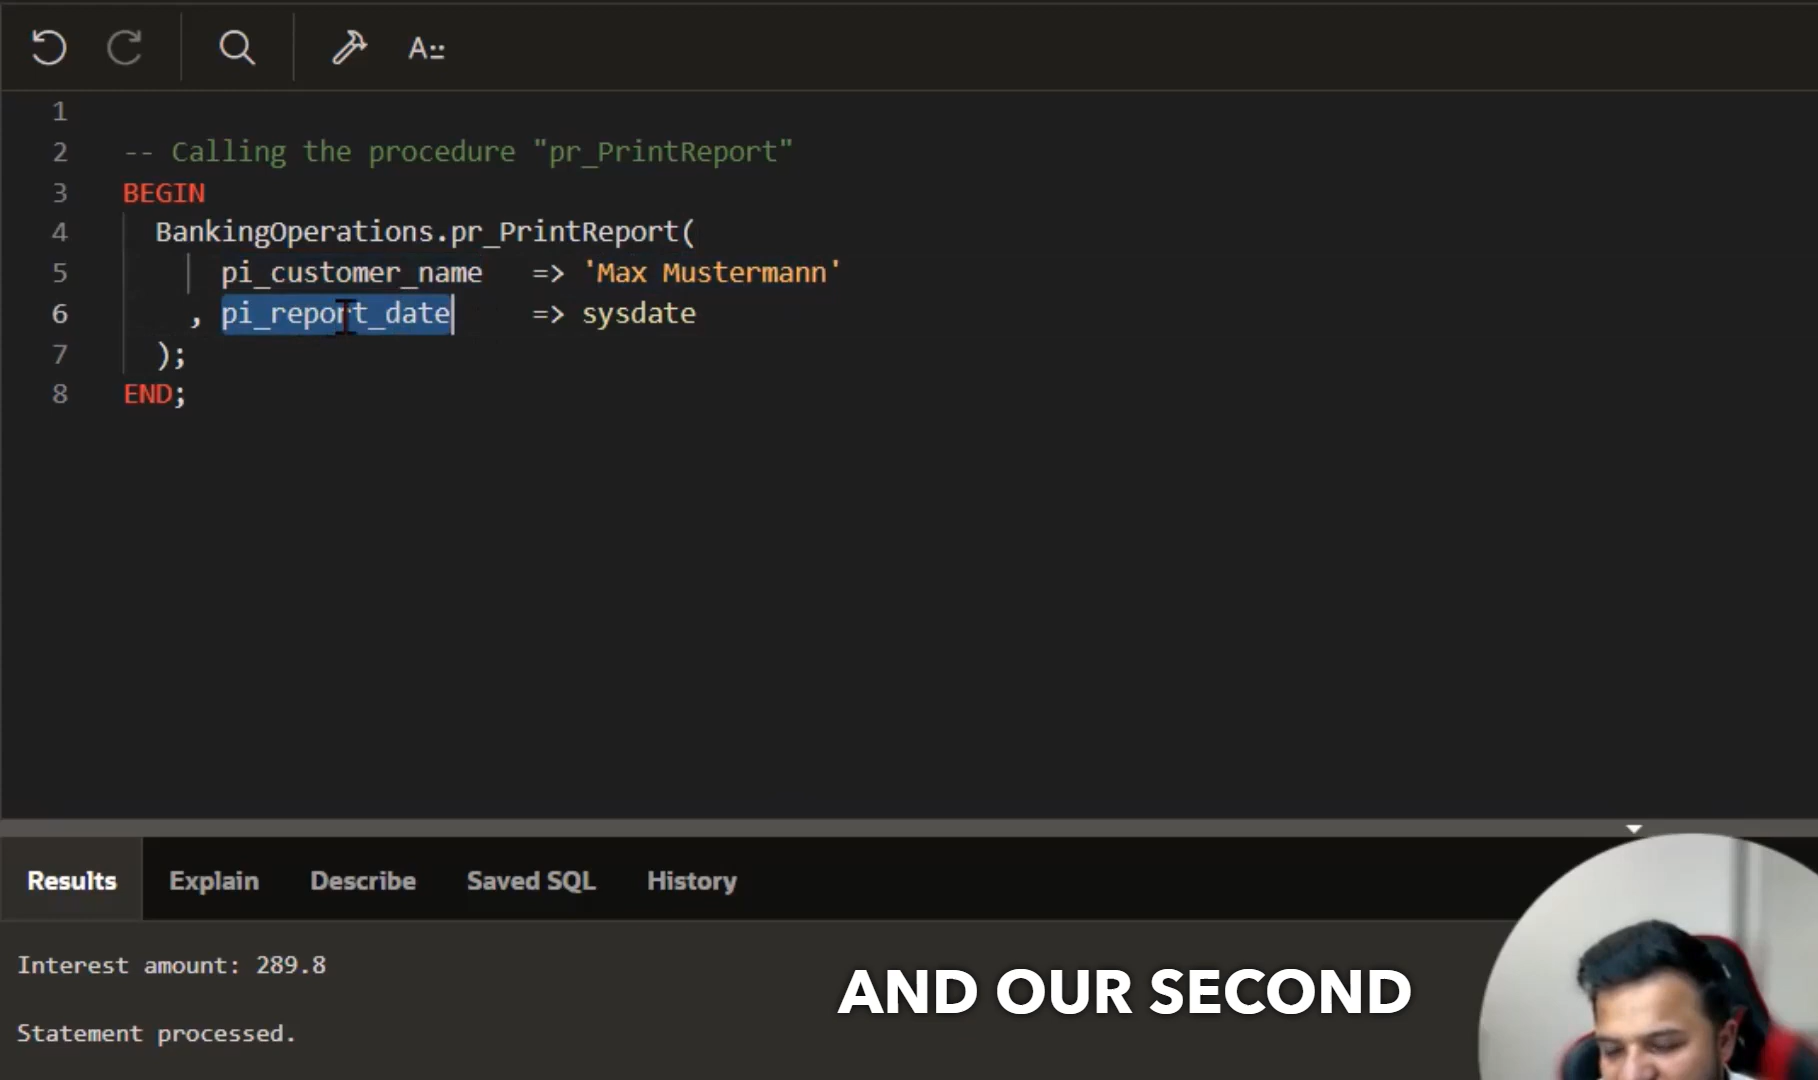 A::
1
2 -- Calling the procedure "pr_PrintReport"
3 BEGIN
4 BankingOperations.pr_PrintReport(
5 pi_customer_name => 'Max Mustermann'
6 , pi_report_date => sysdate
7 );
8 END;
Results Explain Describe Saved SQL History
Interest amount: 289.8
AND OUR SECOND
Statement processed.